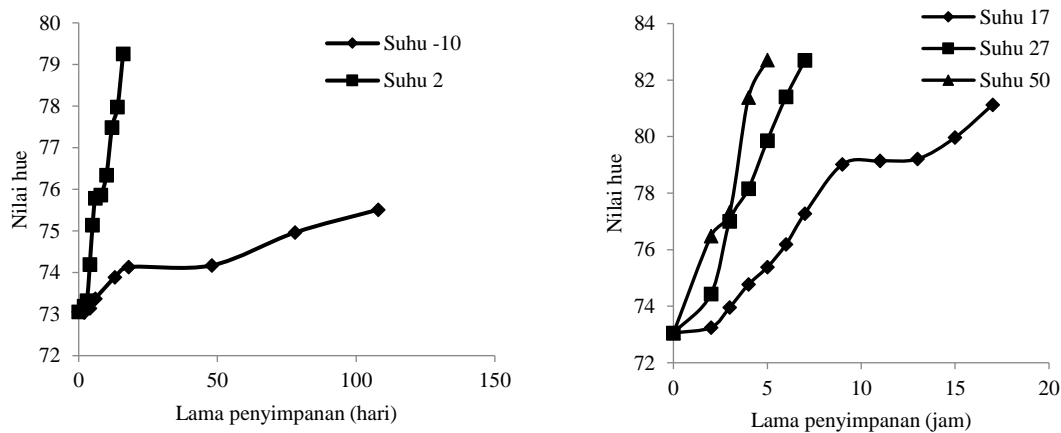 80
79
78
77
76
75
74
73
72
0
50
100
150
Nilai hue
Lama penyimpanan (hari)
Suhu -10
Suhu 2
84
82
80
78
76
74
72
0
5
10
15
20
Nilai hue
Lama penyimpanan (jam)
Suhu 17
Suhu 27
Suhu 50